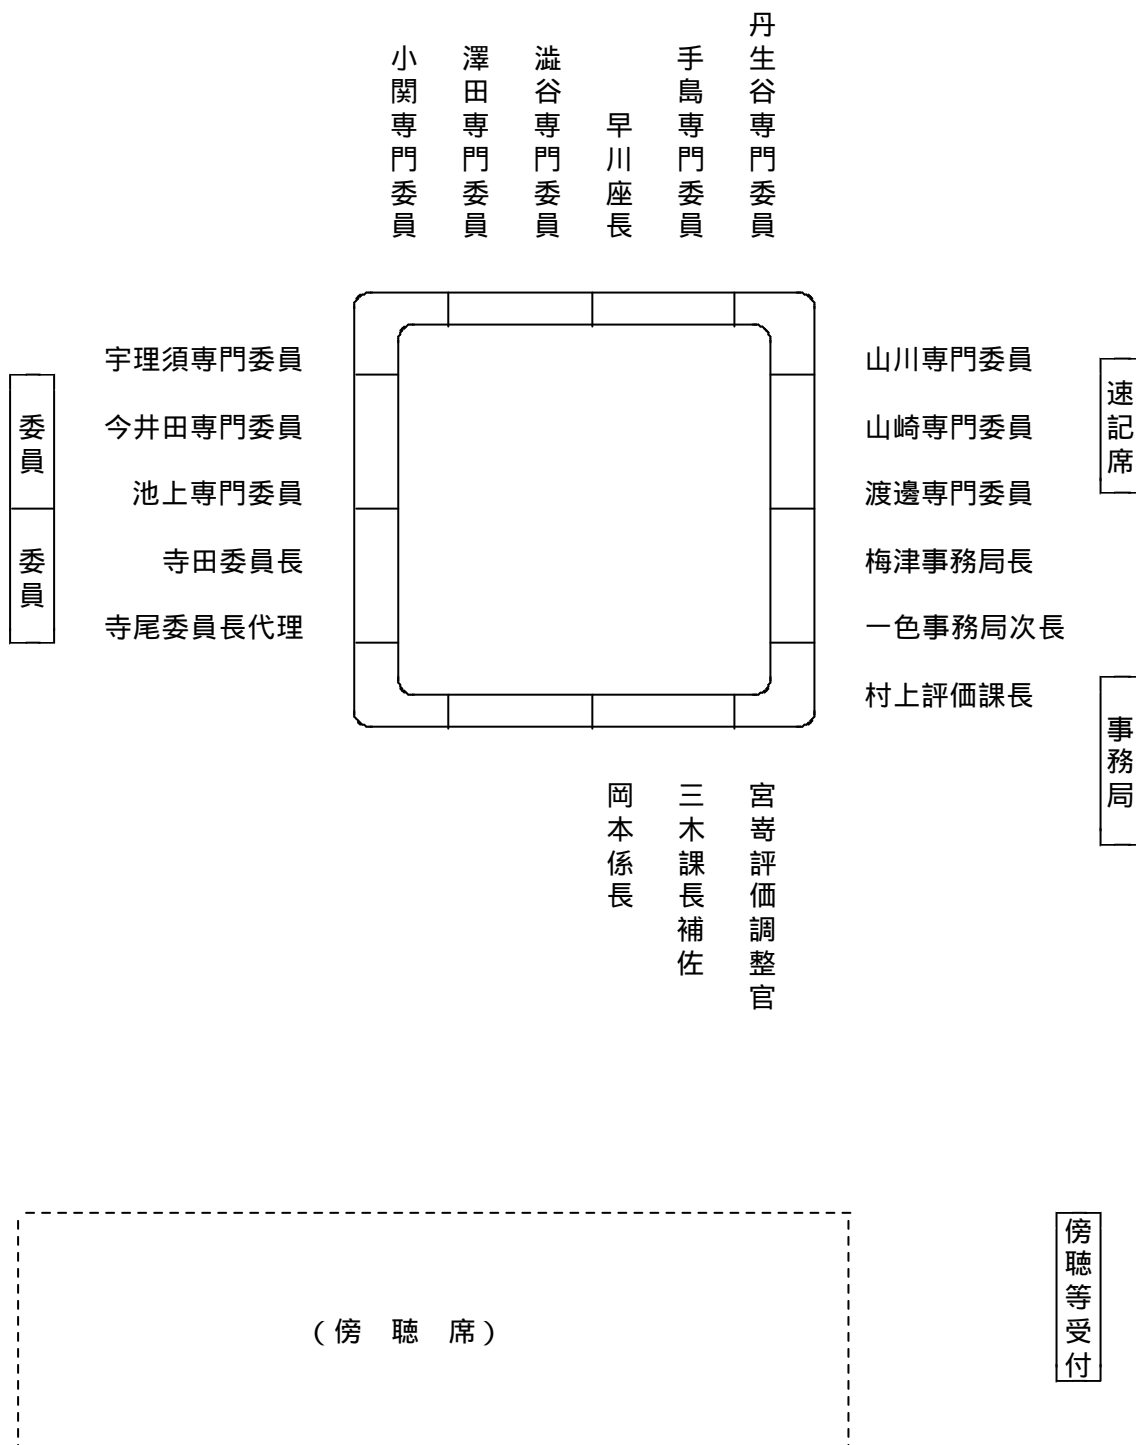 小関専門委員
澤田専門委員
澁谷専門委員
早川座長
手島専門委員
丹生谷専門委員
宇理須専門委員
今井田専門委員
池上専門委員
寺田委員長
寺尾委員長代理
委員
委員
山川専門委員
山崎専門委員
渡邊専門委員
梅津事務局長
一色事務局次長
村上評価課長
速記席
事務局
岡本係長
三木課長補佐
宮嵜評価調整官
(傍 聴 席)
傍聴等受付